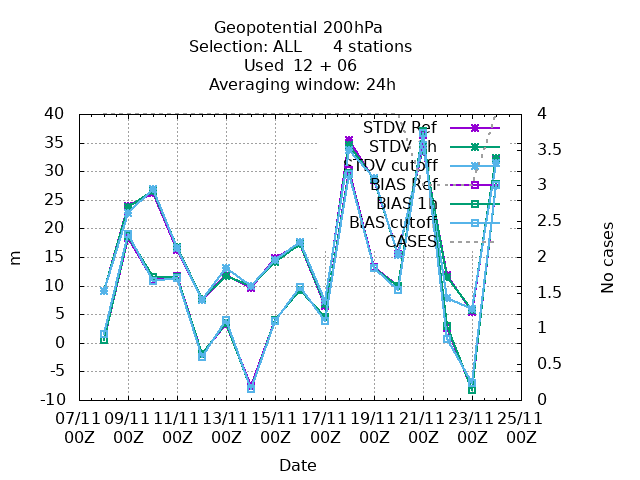 Geopotential 200hPa
Selection: ALL 4 stations
Used 12 + 06
Averaging window: 24h
40
35
30
25
20
15
10
5
0
-5
-10
m
STDV Ref
STDV 1h
STDV cutoff
BIAS Ref
BIAS 1h
BIAS cutoff
CASES
4
3.5
3
2.5
2
1.5
1
0.5
0
No cases
07/11 09/11 11/11 13/11 15/11 17/11 19/11 21/11 23/11 25/11
00Z 00Z 00Z 00Z 00Z 00Z 00Z 00Z 00Z 00Z
Date